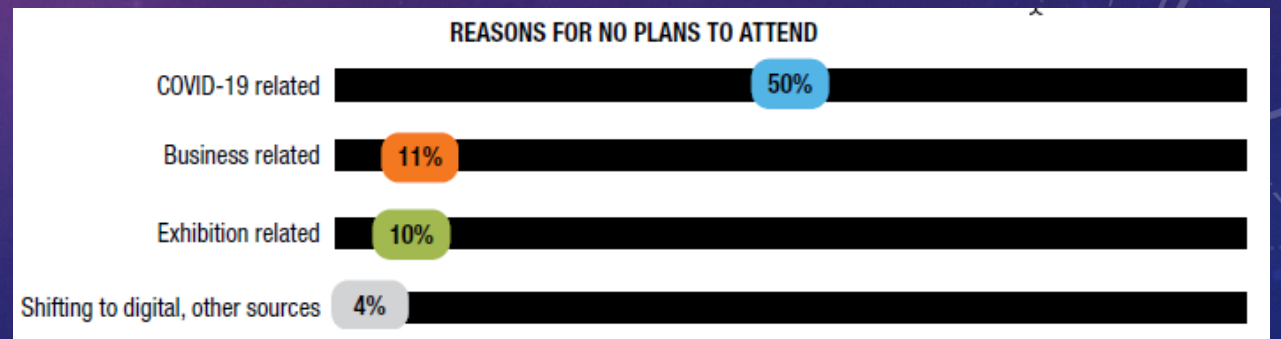 REASONS FOR NO PLANS TO ATTEND
COVID-19 related 50%
Business related 11%
Exhibition related 10%
Shifting to digital, other sources 4%